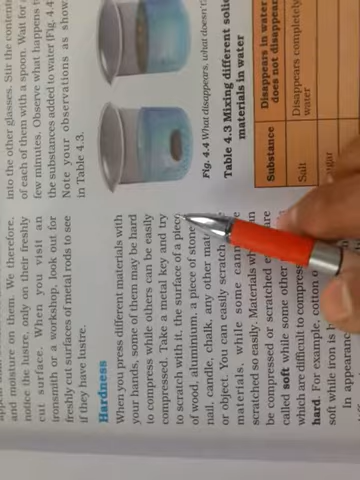 and moisture on them. We therefore,
notice the lustre, only on their freshly
cut surface. When you visit an
ironsmith or a workshop, look out for
freshly cut surfaces of metal rods to see
if they have lustre.
Hardness
When you press different materials with
your hands, some of them may be hard
to compress while others can be easily
compressed. Take a metal key and try
to scratch with it, the surface of a piece
of wood, aluminium, a piece of stone,
nail, candle, chalk, any other
or object. You can easily scratch
materials, while some
scratched so easily. Materials
be compressed or scratched are
called soft while some other
which are difficult to compress
hard. For example, cotton
soft while iron is
In
into the other glasses. Stir the contents
of each of them with a spoon. Wait for a
few minutes. Observe what happens to
the substances added to water (Fig. 4.4).
Note your observations as shown
in Table 4.3.
Fig. 4.4 What disappears, what doesn't?
Table 4.3 Mixing different solid
materials in water
Substance Disappears in water
does not disappear
Salt Disappears completely
water